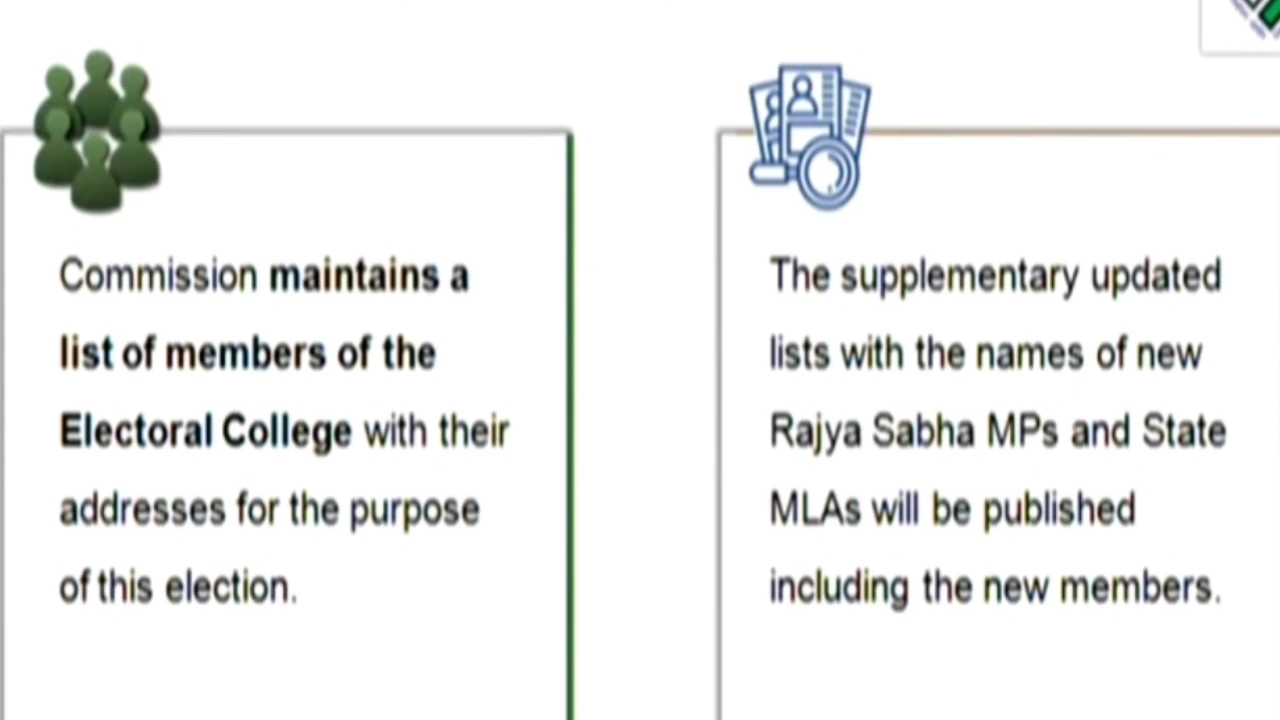 Commission maintains a
list of members of the
Electoral College with their
addresses for the purpose
of this election.
The supplementary updated
lists with the names of new
Rajya Sabha MPs and State
MLAs will be published
including the new members.